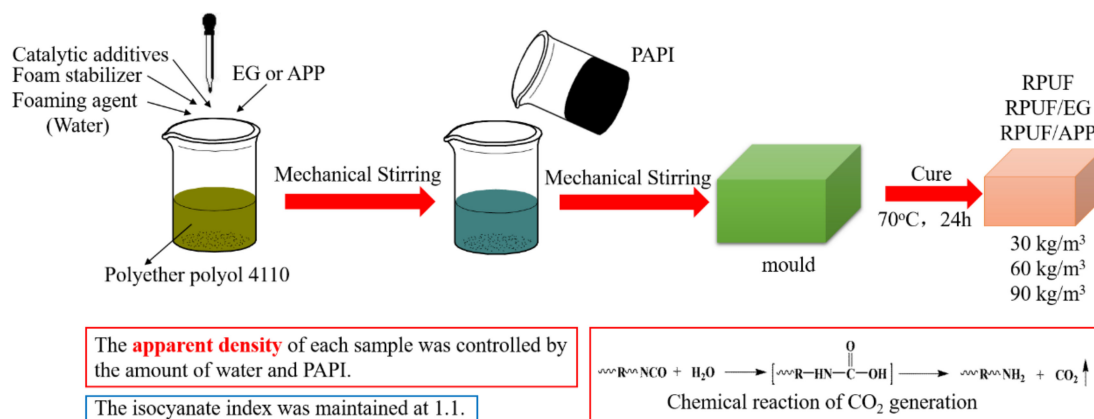 Catalytic additives
Foam stabilizer
Foaming agent
(Water)
EG or APP
Polyether polyol 4110
Mechanical Stirring
PAPI
Mechanical Stirring
mould
Cure
70°C, 24h
RPUF
RPUF/EG
RPUF/APP
30 kg/m³
60 kg/m³
90 kg/m³
The apparent density of each sample was controlled by
the amount of water and PAPI.
The isocyanate index was maintained at 1.1.
O
R NCO + H₂O → [ R—HN—C—OH ] → R NH₂ + CO₂ ↑
Chemical reaction of CO₂ generation